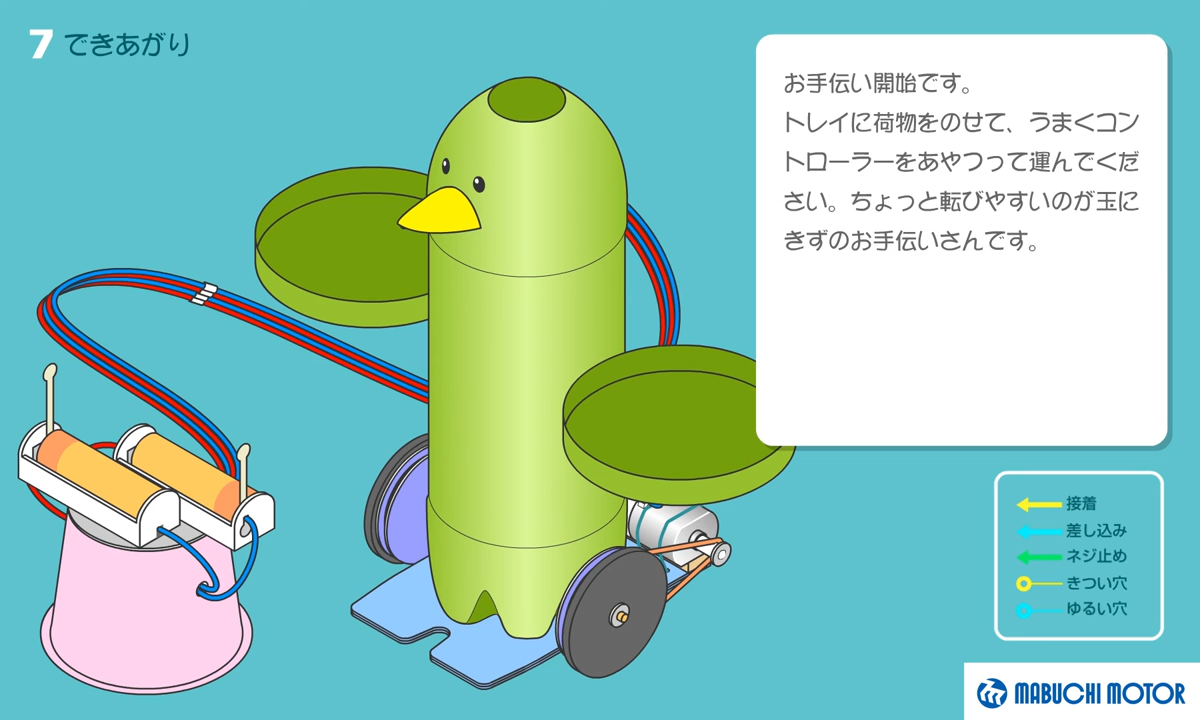 7 できあがり
お手伝い開始です。
トレイに荷物をのせて、うまくコン
トローラーをあやつって運んでくだ
さい。ちょっと転びやすいのが玉に
きずのお手伝いさんです。
接着
差し込み
ネジ止め
きつい穴
ゆるい穴
MABUCHI MOTOR